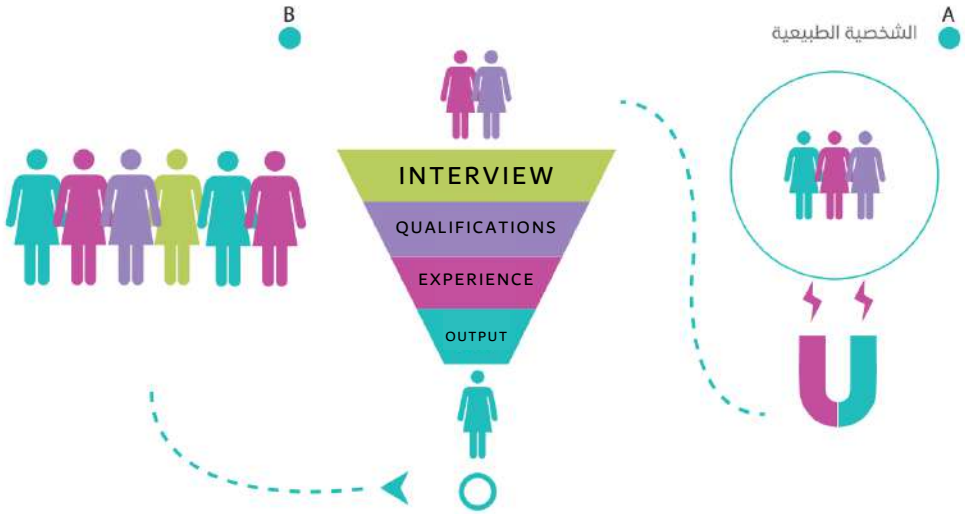 B
A
الشخصية الطبيعية
INTERVIEW
QUALIFICATIONS
EXPERIENCE
OUTPUT